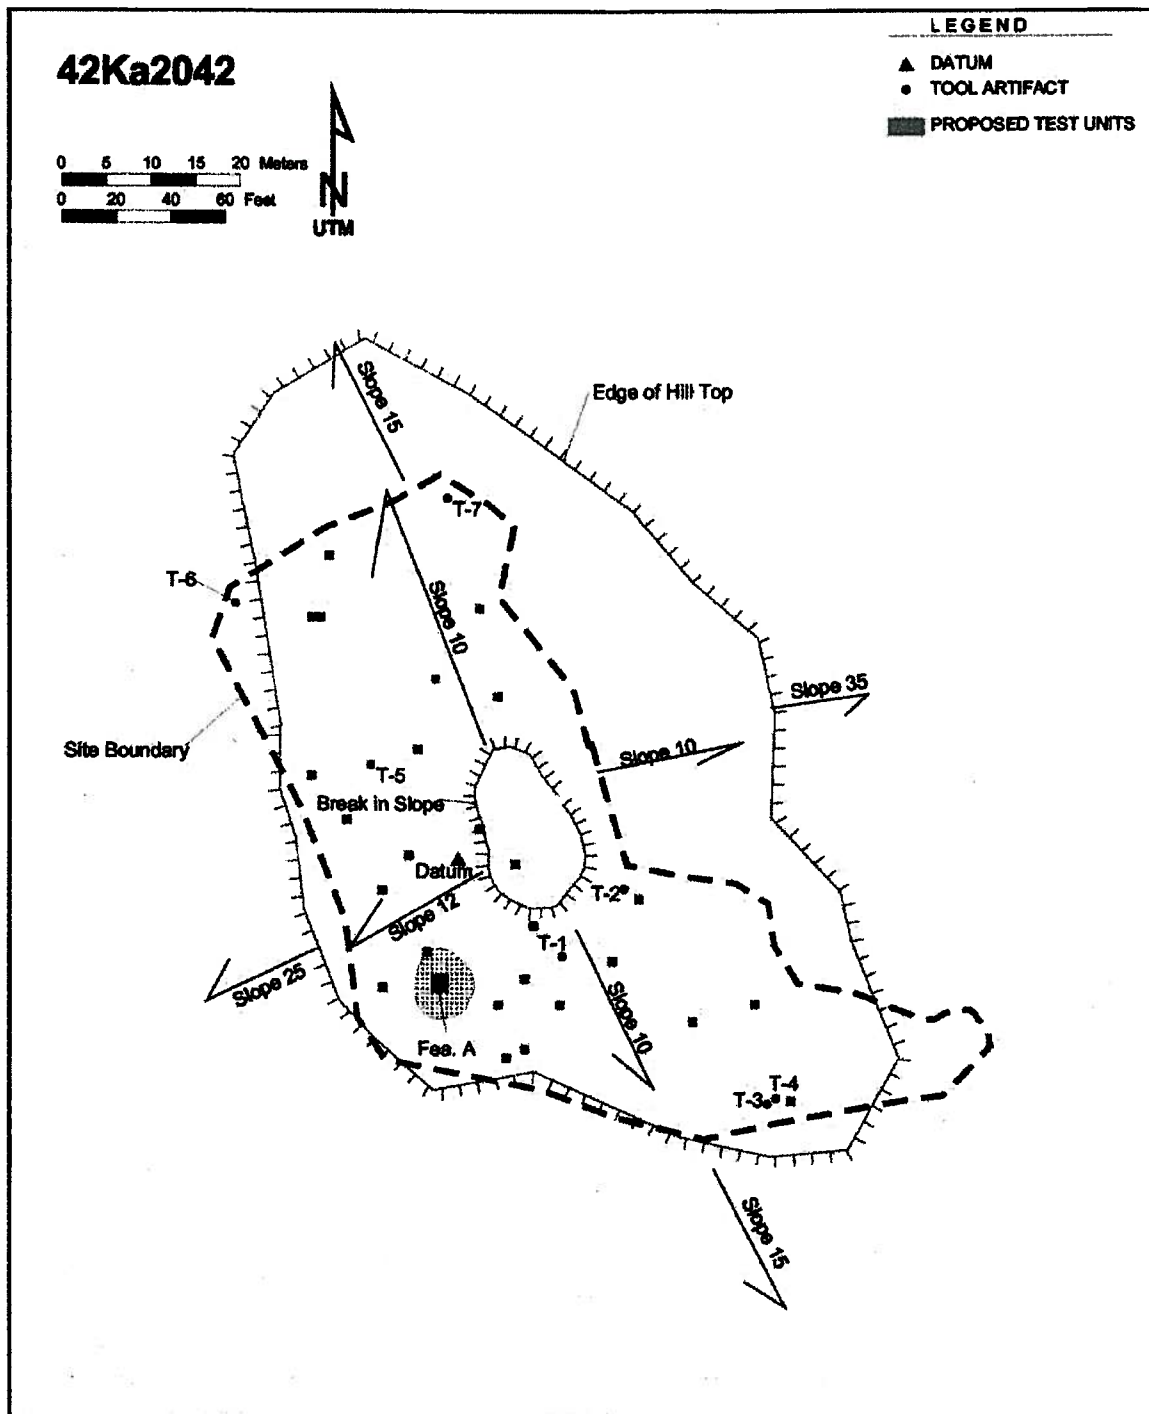 LEGEND
42Ka2042
DATUM
TOOL ARTIFACT
PROPOSED TEST UNITS
0 5 10 15 20 Meters
0 20 40 60 Feet
N
UTM
Slope 15
Edge of Hill Top
T-7
T-6
Slope 10
Slope 35
Site Boundary
Slope 10
T-5
Break in Slope
Datum
T-2
Slope 12
T-1
Slope 25
Slope 10
Fea. A
T-4
T-3
Slope 15